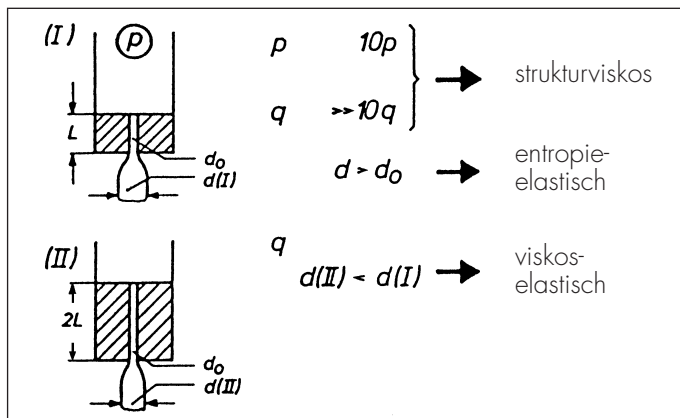 (I) p p 10p
strukturviskos
L q >>10q
d₀ d > d₀ entropie-
elastisch
d(I)
(II) q viskos-
d(II) < d(I) elastisch
2L
d₀
d(II)